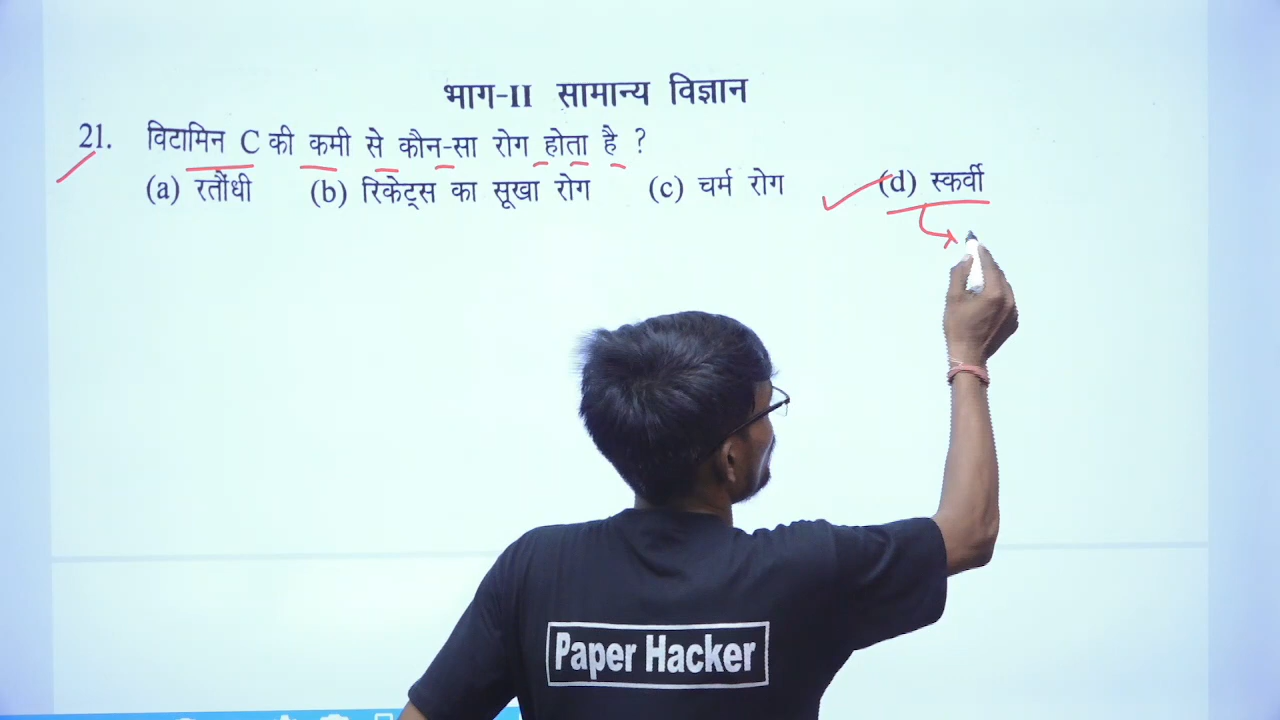 भाग-II सामान्य विज्ञान
21. विटामिन C की कमी से कौन-सा रोग होता है ?
(a) रतौंधी (b) रिकेट्स का सूखा रोग (c) चर्म रोग (d) स्कर्वी
Paper Hacker